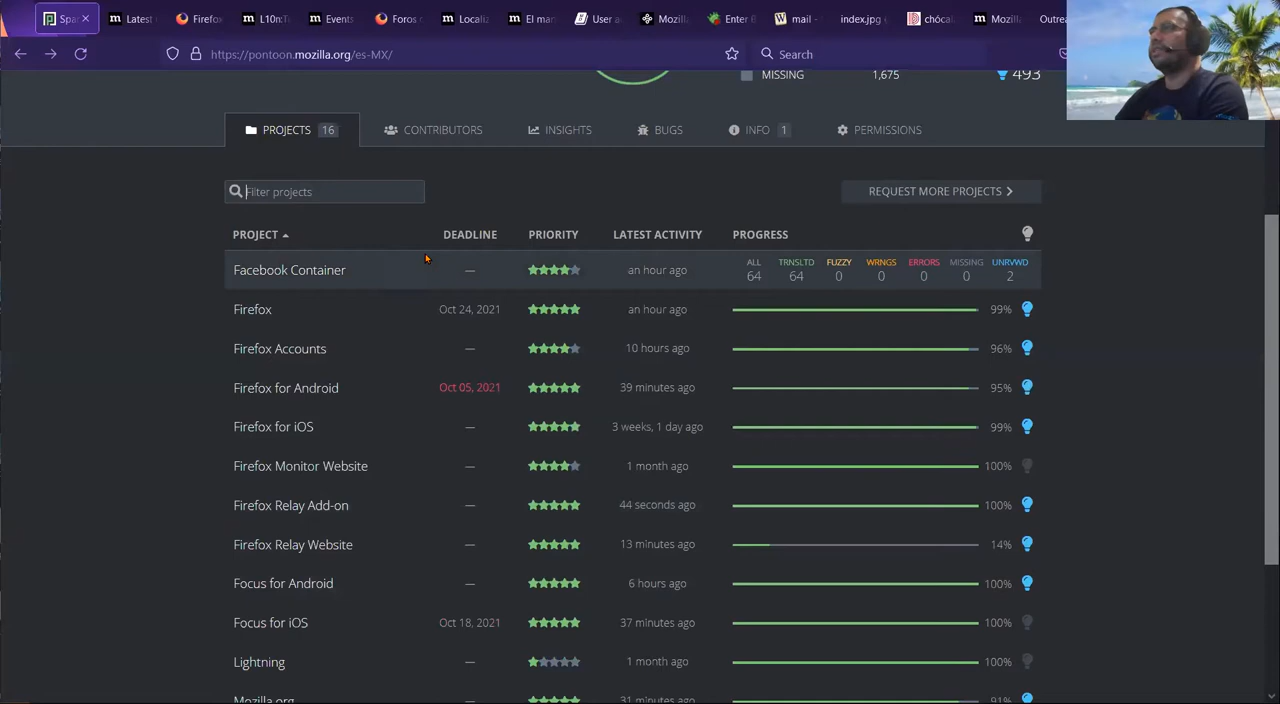 Spa
Latest
Firefox
L10n:T
Events
Foros
Localiz
El mar
User a
Mozill
Enter
mail -
index.jpg
chócal
Mozill
Outrea
https://pontoon.mozilla.org/es-MX/
Search
MISSING 1,675 493
PROJECTS 16 CONTRIBUTORS INSIGHTS BUGS INFO 1 PERMISSIONS
Filter projects REQUEST MORE PROJECTS
PROJECT DEADLINE PRIORITY LATEST ACTIVITY PROGRESS
ALL TRNSLTD FUZZY WRNGS ERRORS MISSING UNRVWD
Facebook Container — an hour ago 64 64 0 0 0 0 2
Firefox Oct 24, 2021 an hour ago 99%
Firefox Accounts — 10 hours ago 96%
Firefox for Android Oct 05, 2021 39 minutes ago 95%
Firefox for iOS — 3 weeks, 1 day ago 99%
Firefox Monitor Website — 1 month ago 100%
Firefox Relay Add-on — 44 seconds ago 100%
Firefox Relay Website — 13 minutes ago 14%
Focus for Android — 6 hours ago 100%
Focus for iOS Oct 18, 2021 37 minutes ago 100%
Lightning — 1 month ago 100%
Mozilla.org — 31 minutes ago 91%